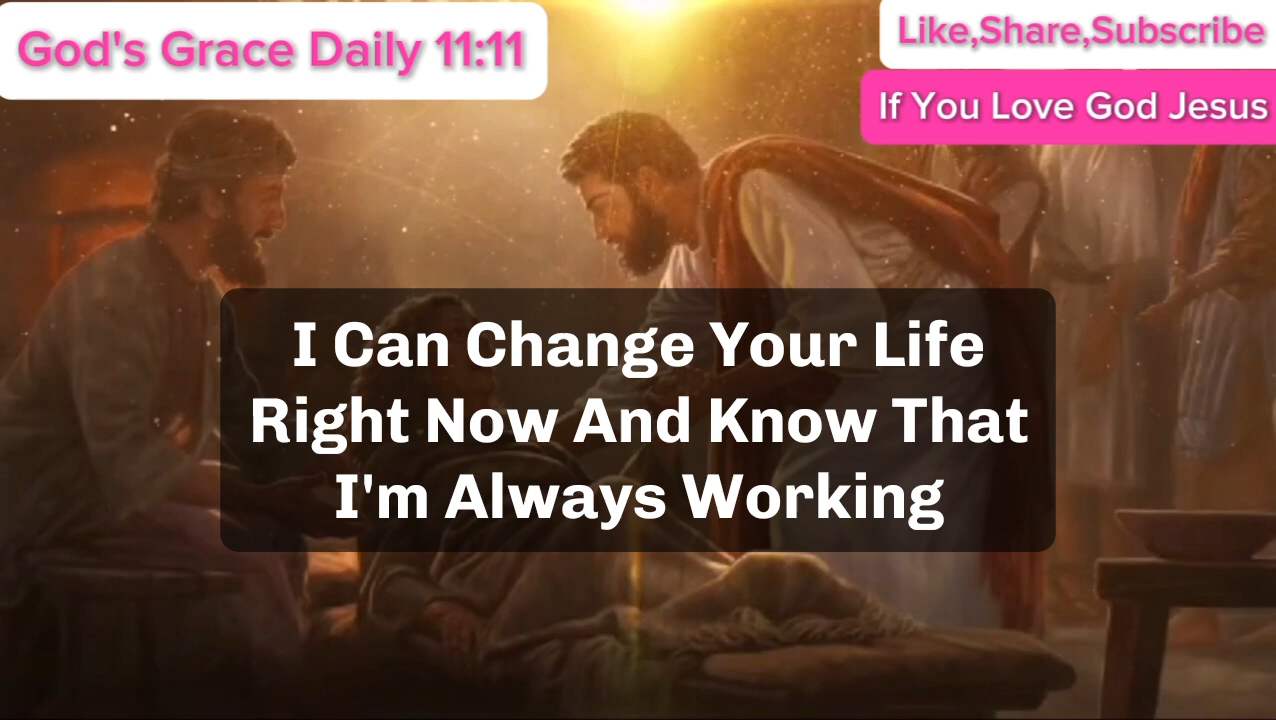 God's Grace Daily 11:11
Like,Share,Subscribe
If You Love God Jesus
I Can Change Your Life
Right Now And Know That
I'm Always Working